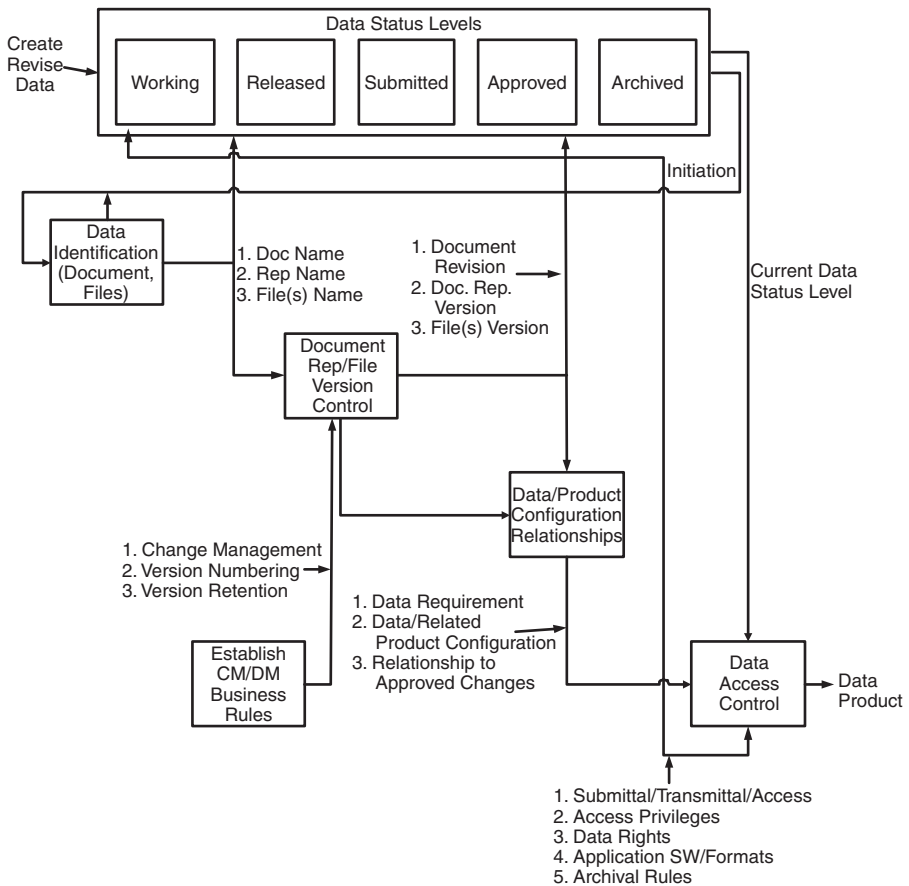 Data Status Levels
Create
Revise
Data
Working
Released
Submitted
Approved
Archived
Initiation
Data
Identification
(Document,
Files)
1. Doc Name
2. Rep Name
3. File(s) Name
1. Document
Revision
2. Doc. Rep.
Version
3. File(s) Version
Current Data
Status Level
Document
Rep/File
Version
Control
Data/Product
Configuration
Relationships
1. Change Management
2. Version Numbering
3. Version Retention
1. Data Requirement
2. Data/Related
Product Configuration
3. Relationship to
Approved Changes
Establish
CM/DM
Business
Rules
Data
Access
Control
Data
Product
1. Submittal/Transmittal/Access
2. Access Privileges
3. Data Rights
4. Application SW/Formats
5. Archival Rules